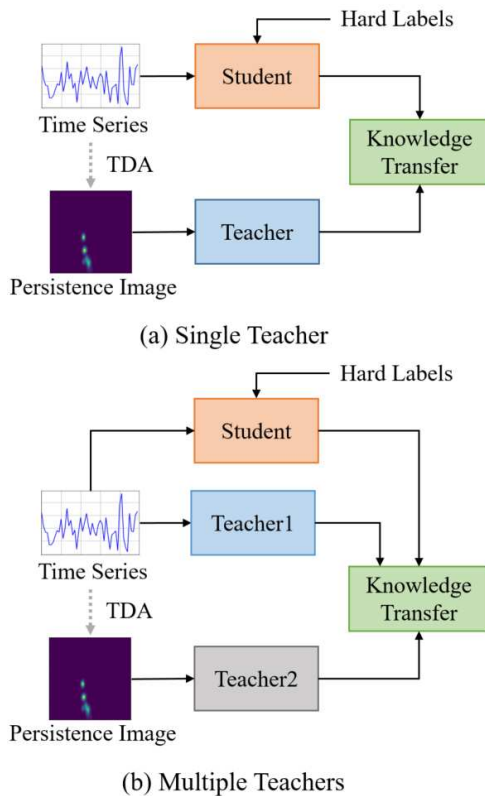 Hard Labels
Student
Time Series
Knowledge
Transfer
TDA
Teacher
Persistence Image
(a) Single Teacher
Hard Labels
Student
Teacher1
Time Series
Knowledge
Transfer
TDA
Teacher2
Persistence Image
(b) Multiple Teachers